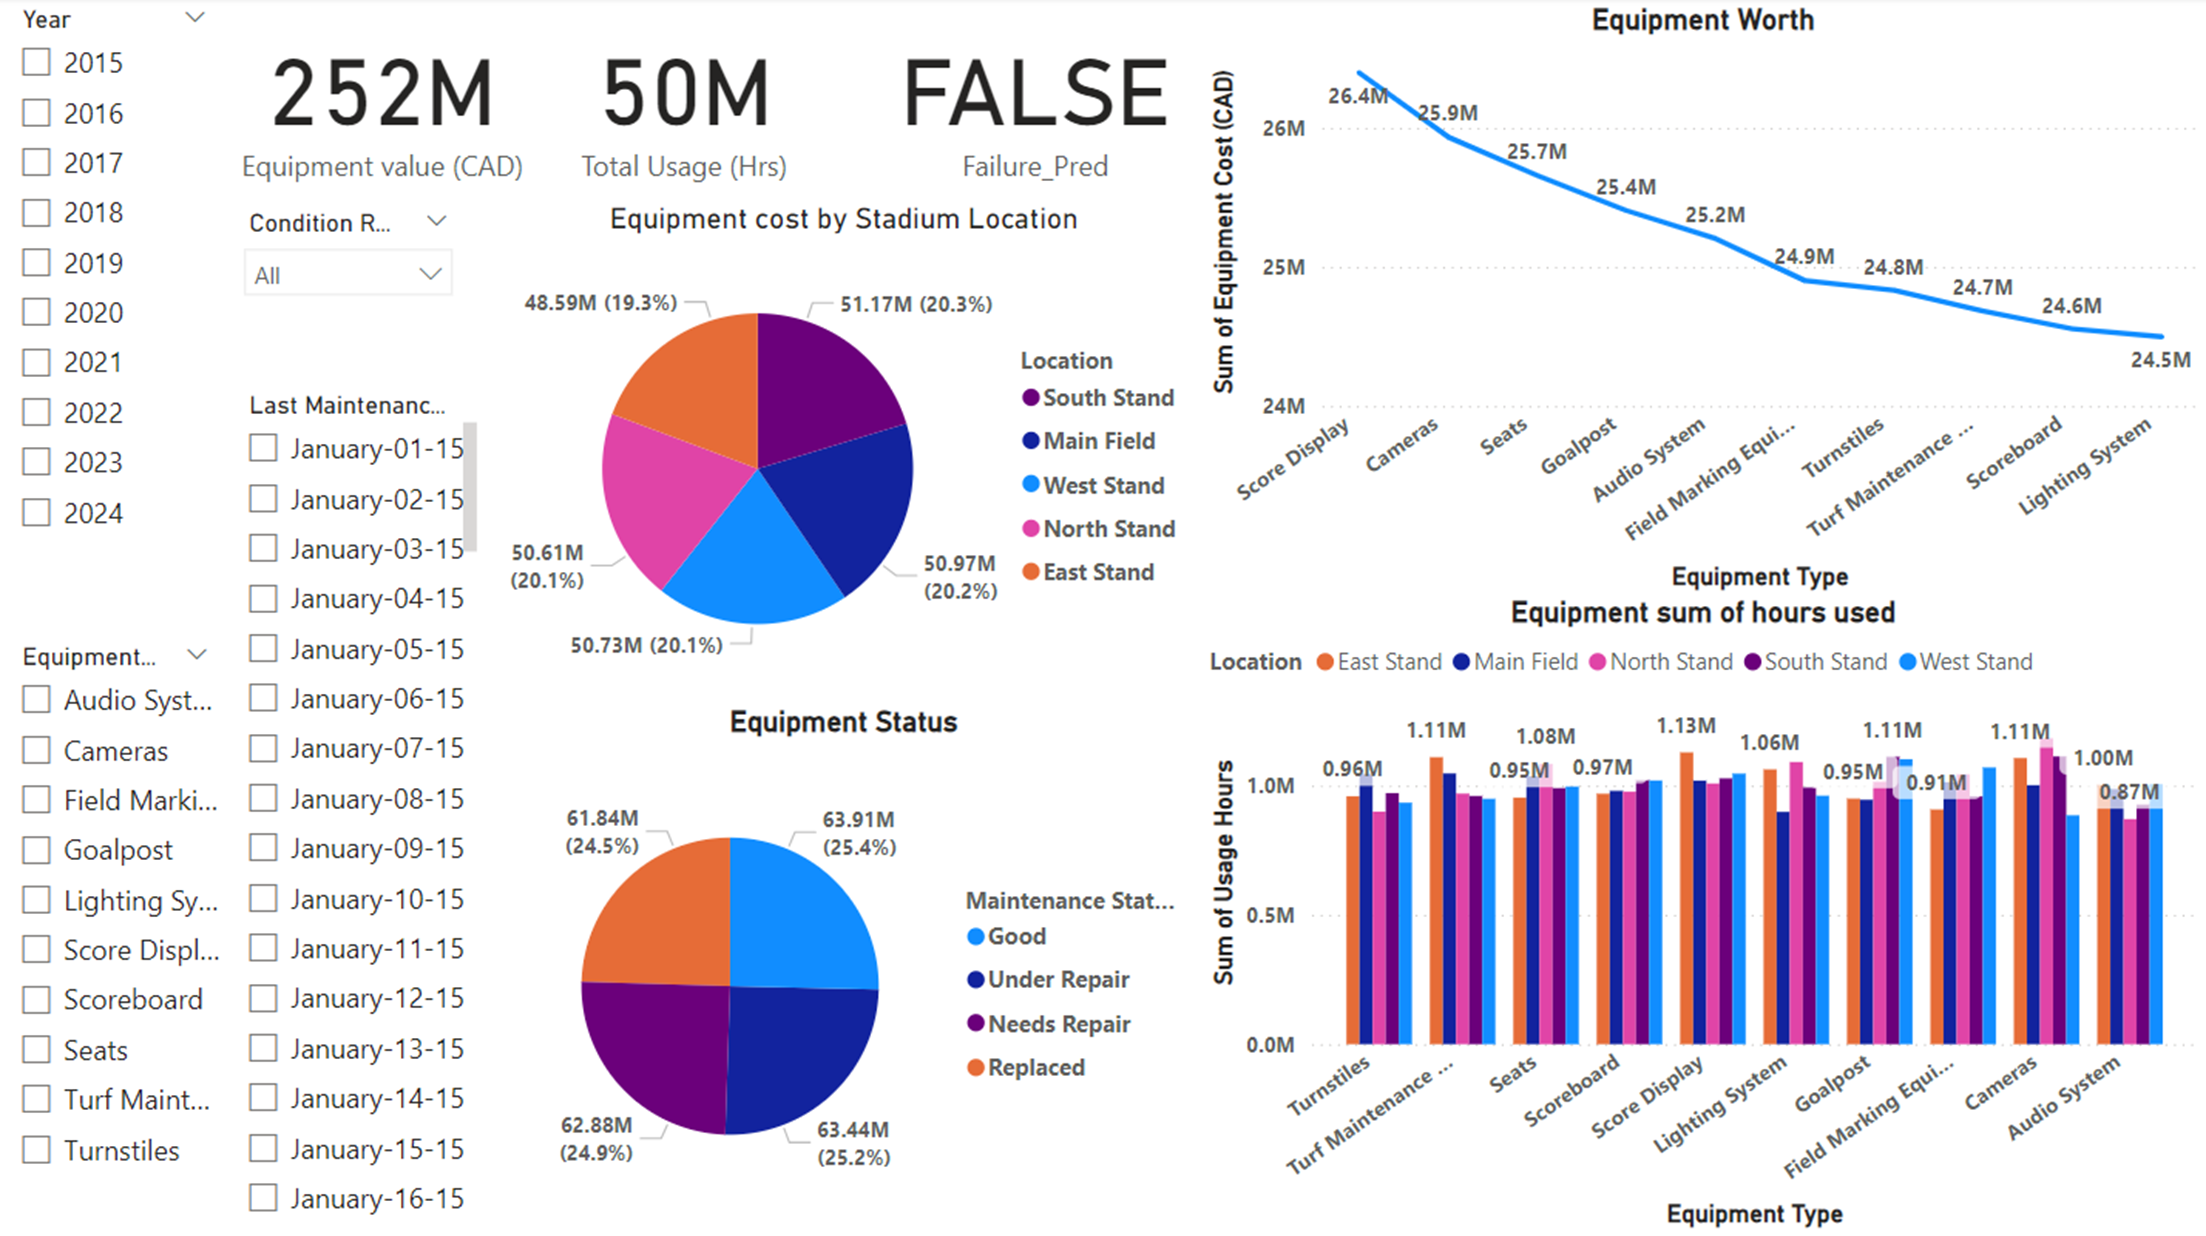 Year
2015
2016
2017
2018
2019
2020
2021
2022
2023
2024
Equipment...
Audio Syst...
Cameras
Field Marki...
Goalpost
Lighting Sy...
Score Displ...
Scoreboard
Seats
Turf Maint...
Turnstiles
252M
Equipment value (CAD)
50M
Total Usage (Hrs)
FALSE
Failure_Pred
Condition R...
All
Last Maintenanc...
January-01-15
January-02-15
January-03-15
January-04-15
January-05-15
January-06-15
January-07-15
January-08-15
January-09-15
January-10-15
January-11-15
January-12-15
January-13-15
January-14-15
January-15-15
January-16-15
Equipment cost by Stadium Location
48.59M (19.3%)
51.17M (20.3%)
50.61M
(20.1%)
50.97M
(20.2%)
50.73M (20.1%)
Location
South Stand
Main Field
West Stand
North Stand
East Stand
Equipment Status
61.84M
(24.5%)
63.91M
(25.4%)
62.88M
(24.9%)
63.44M
(25.2%)
Maintenance Stat...
Good
Under Repair
Needs Repair
Replaced
Equipment Worth
Sum of Equipment Cost (CAD)
26M
25M
24M
26.4M
25.9M
25.7M
25.4M
25.2M
24.9M
24.8M
24.7M
24.6M
24.5M
Score Display
Cameras
Seats
Goalpost
Audio System
Field Marking Equi...
Turnstiles
Turf Maintenance ...
Scoreboard
Lighting System
Equipment Type
Equipment sum of hours used
Location East Stand Main Field North Stand South Stand West Stand
Sum of Usage Hours
1.0M
0.5M
0.0M
0.96M
1.11M
0.95M
1.08M
0.97M
1.13M
1.06M
0.95M
1.11M
0.91M
1.11M
1.00M
0.87M
Turnstiles
Turf Maintenance ...
Seats
Scoreboard
Score Display
Lighting System
Goalpost
Field Marking Equi...
Cameras
Audio System
Equipment Type